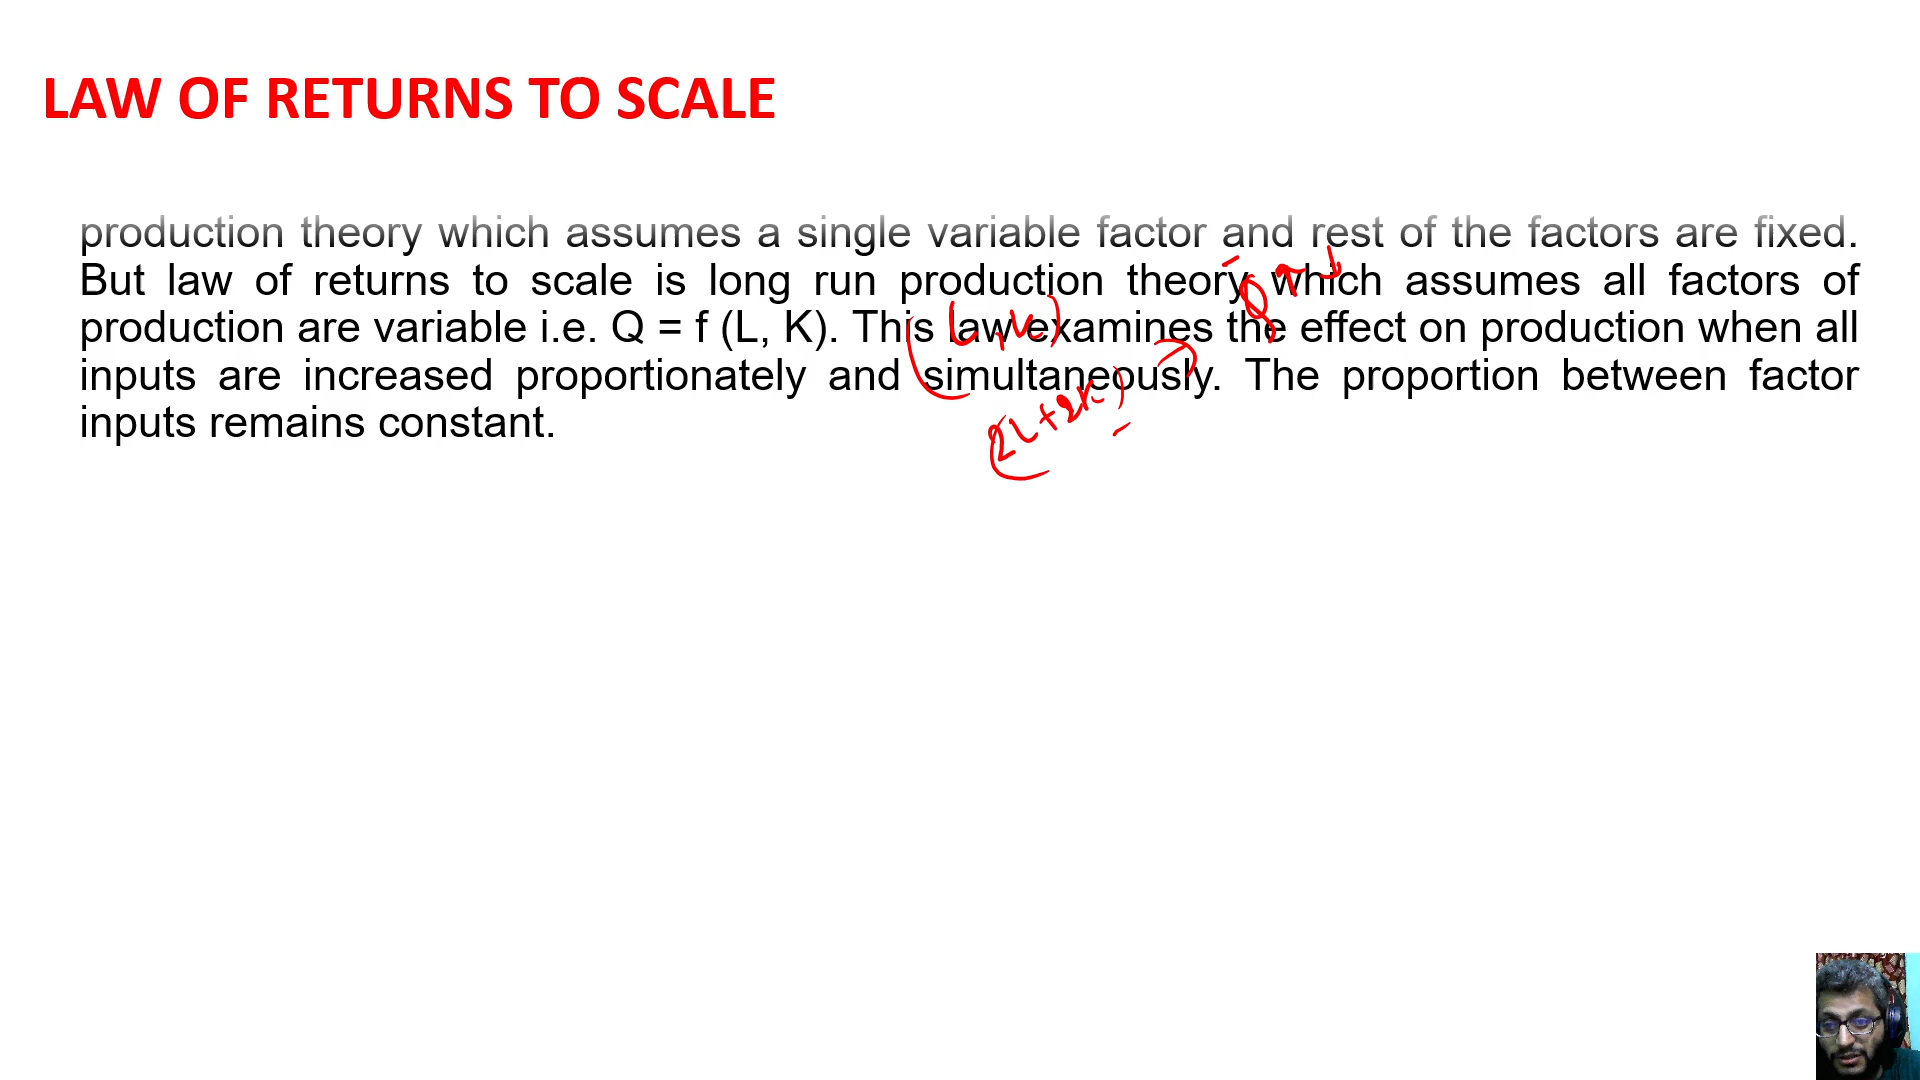 LAW OF RETURNS TO SCALE
production theory which assumes a single variable factor and rest of the factors are fixed.
But law of returns to scale is long run production theory which assumes all factors of
production are variable i.e. Q = f (L, K). This law examines the effect on production when all
inputs are increased proportionately and simultaneously. The proportion between factor
inputs remains constant.
(L+K)
Q ↑↓
(2L+2K)